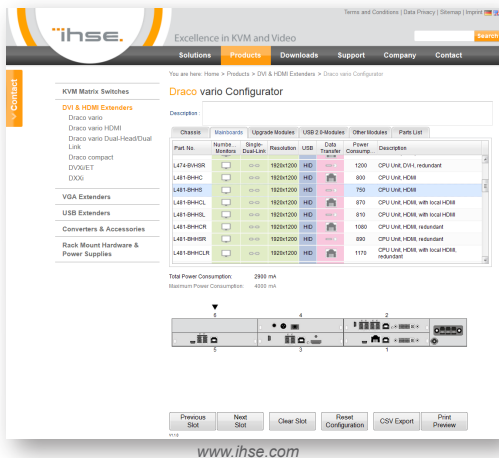 Terms and Conditions | Data Privacy | Sitemap | Imprint
ihse.
Excellence in KVM and Video
Search
Solutions Products Downloads Support Company Contact
You are here: Home > Products > DVI & HDMI Extenders > Draco vario Configurator
Contact
KVM Matrix Switches
DVI & HDMI Extenders
Draco vario
Draco vario HDMI
Draco vario Dual-Head/Dual
Link
Draco compact
DVXi/ET
DXXi
VGA Extenders
USB Extenders
Converters & Accessories
Rack Mount Hardware &
Power Supplies
Draco vario Configurator
Description:
Chassis Mainboards Upgrade Modules USB 2.0-Modules Other Modules Parts List
Part No. Numbe... Monitors Single- Dual-Link Resolution USB Data Transfer Power Consump... Description
L474-BVHSR 1920x1200 HID 1200 CPU Unit, DVI-I, redundant
L481-BHHC 1920x1200 HID 800 CPU Unit, HDMI
L481-BHHS 1920x1200 HID 750 CPU Unit, HDMI
L481-BHHCL 1920x1200 HID 870 CPU Unit, HDMI, with local HDMI
L481-BHHSL 1920x1200 HID 810 CPU Unit, HDMI, with local HDMI
L481-BHHCR 1920x1200 HID 1080 CPU Unit, HDMI, redundant
L481-BHHSR 1920x1200 HID 890 CPU Unit, HDMI, redundant
L481-BHHCLR 1920x1200 HID 1170 CPU Unit, HDMI, with local HDMI, redundant
Total Power Consumption: 2900 mA
Maximum Power Consumption: 4000 mA
6 4 2
5 3 1
Previous Slot Next Slot Clear Slot Reset Configuration CSV Export Print Preview
www.ihse.com